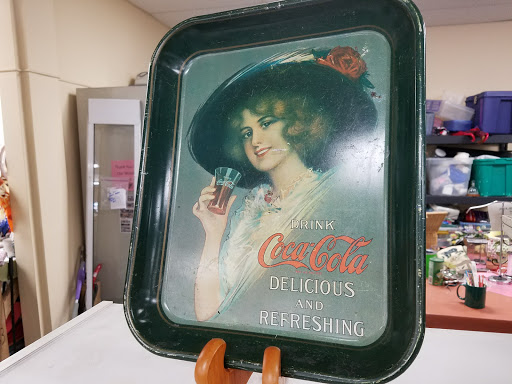 DRINK
Coca-Cola
DELICIOUS
AND
REFRESHING